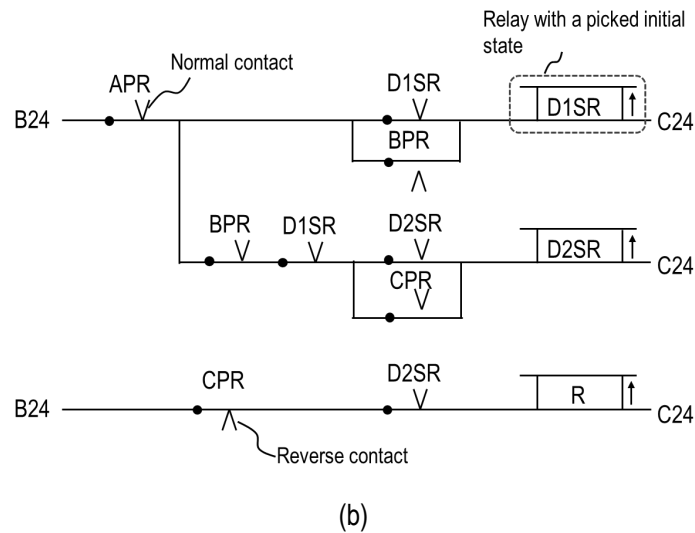 Relay with a picked initial
state
Normal contact
APR
D1SR
B24
D1SR
C24
BPR
BPR
D1SR
D2SR
D2SR
C24
CPR
CPR
D2SR
B24
R
C24
Reverse contact
(b)